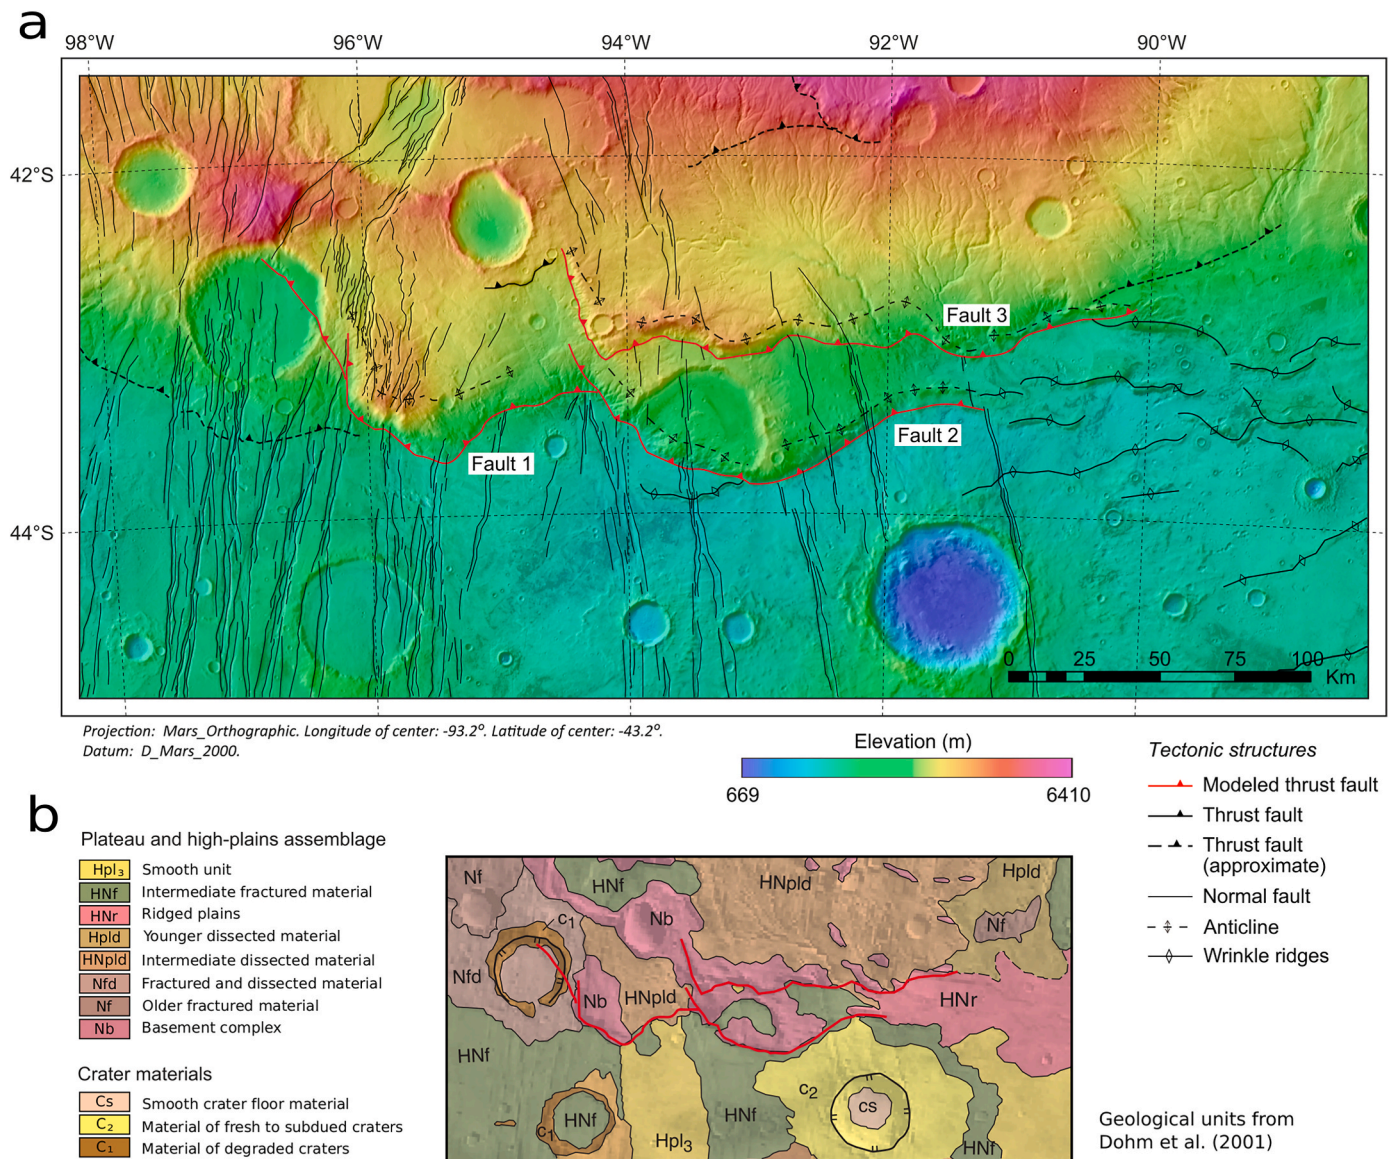 a
98°W 96°W 94°W 92°W 90°W
42°S
44°S
Fault 3
Fault 2
Fault 1
0 25 50 75 100
Km
Projection: Mars_Orthographic. Longitude of center: -93.2°. Latitude of center: -43.2°.
Datum: D_Mars_2000.
Elevation (m)
669 6410
Tectonic structures
Modeled thrust fault
Thrust fault
Thrust fault
(approximate)
Normal fault
Anticline
Wrinkle ridges
b
Plateau and high-plains assemblage
Hpl₃ Smooth unit
HNf Intermediate fractured material
HNr Ridged plains
Hpld Younger dissected material
HNpld Intermediate dissected material
Nfd Fractured and dissected material
Nf Older fractured material
Nb Basement complex
Crater materials
Cs Smooth crater floor material
C₂ Material of fresh to subdued craters
C₁ Material of degraded craters
Nf HNf HNpld Hpld
c₁ Nb Nf
Nfd
Nb HNpld HNr
HNf
c₂ cs
HNf HNf
c₁ Hpl₃ HNf
Geological units from
Dohm et al. (2001)